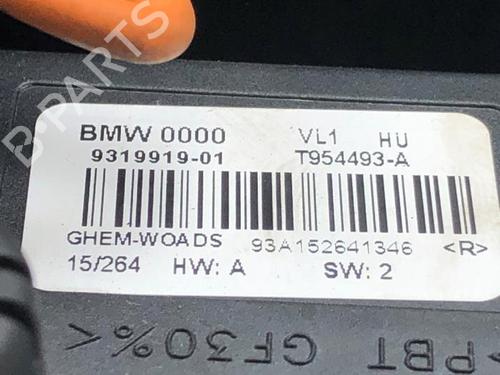 B-PARTS
BMW 0000 VL1 HU
9319919-01 T954493-A
GHEM-WOADS 93A152641346 <R>
15/264 HW: A SW: 2
>PBT GF30%<